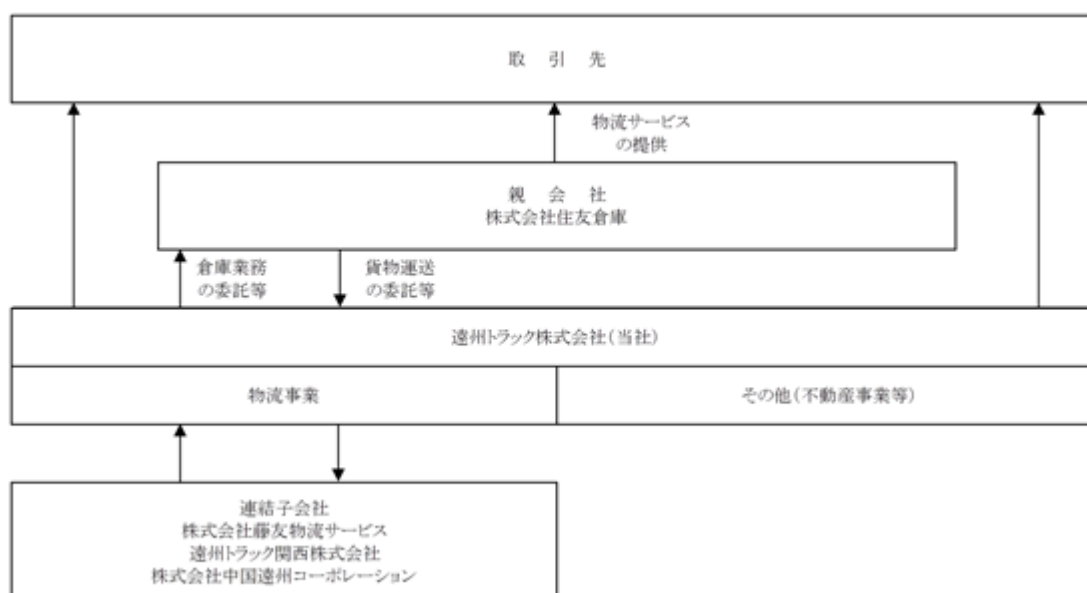 取 引 先
物流サービス
の提供
親 会 社
株式会社住友倉庫
倉庫業務
の委託等
貨物運送
の委託等
遠州トラック株式会社(当社)
物流事業
その他(不動産事業等)
連結子会社
株式会社藤友物流サービス
遠州トラック関西株式会社
株式会社中国遠州コーポレーション